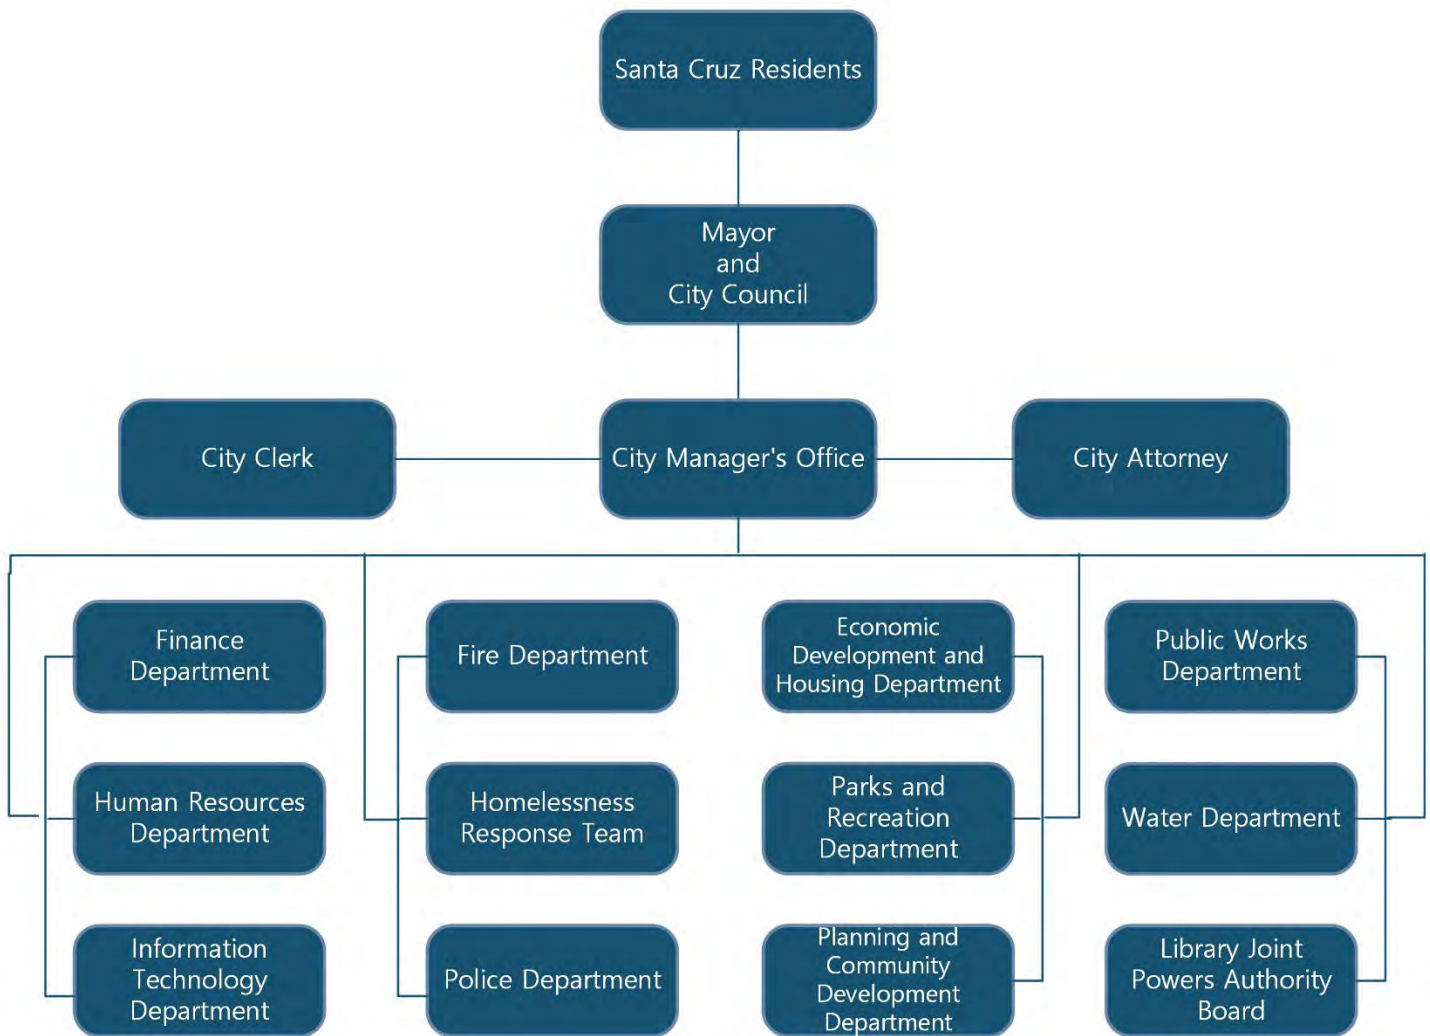 Santa Cruz Residents
Mayor
and
City Council
City Clerk
City Manager's Office
City Attorney
Finance
Department
Fire Department
Economic
Development and
Housing Department
Public Works
Department
Human Resources
Department
Homelessness
Response Team
Parks and
Recreation
Department
Water Department
Information
Technology
Department
Police Department
Planning and
Community
Development
Department
Library Joint
Powers Authority
Board